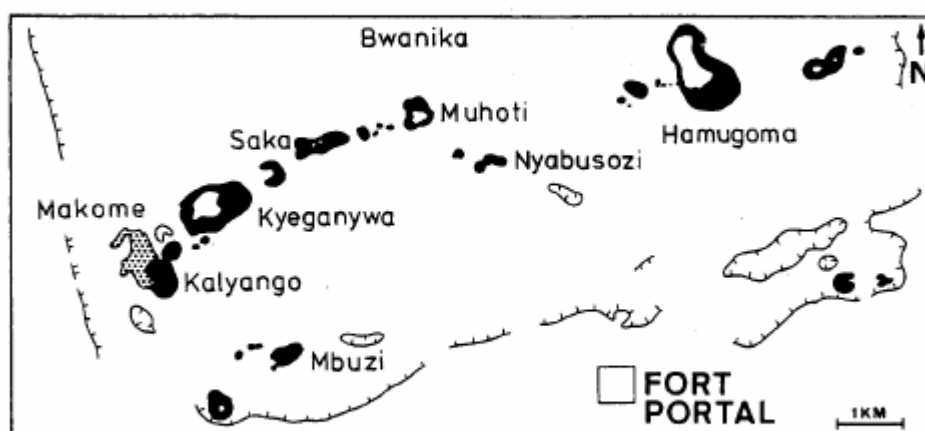 Bwanika
N
Muhoti
Saka
Hamugoma
Nyabusozi
Makome
Kyeganywa
Kalyango
Mbuzi
FORT
PORTAL
1KM